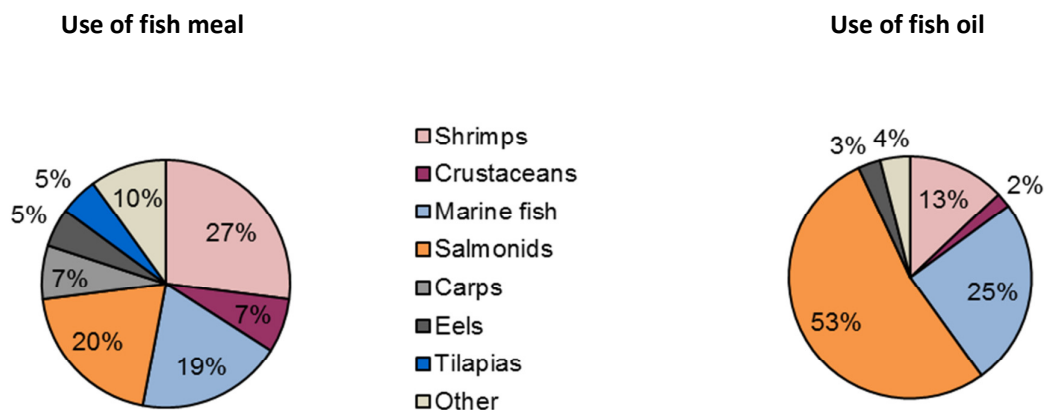 Use of fish meal
Use of fish oil
5%
5%
10%
27%
7%
7%
20%
19%
Shrimps
Crustaceans
Marine fish
Salmonids
Carps
Eels
Tilapias
Other
3%
4%
13%
2%
25%
53%